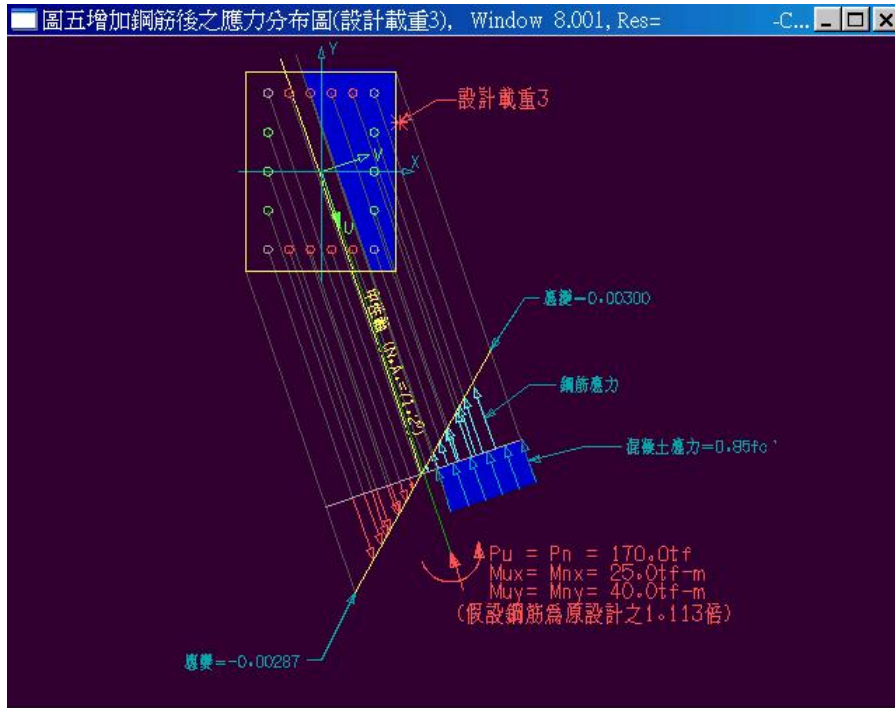 圖五增加鋼筋後之應力分布圖(設計載重3), Window 8.001,Res= -C...
Y
設計載重3
V
X
U
中性軸 (N.A.=71.2°)
應變=0.00300
鋼筋應力
混凝土應力=0.85fc'
Pu = Pn = 170.0tf
Mux= Mnx= 25.0tf-m
Muy= Mny= 40.0tf-m
(假設鋼筋為原設計之1.113倍)
應變=-0.00287